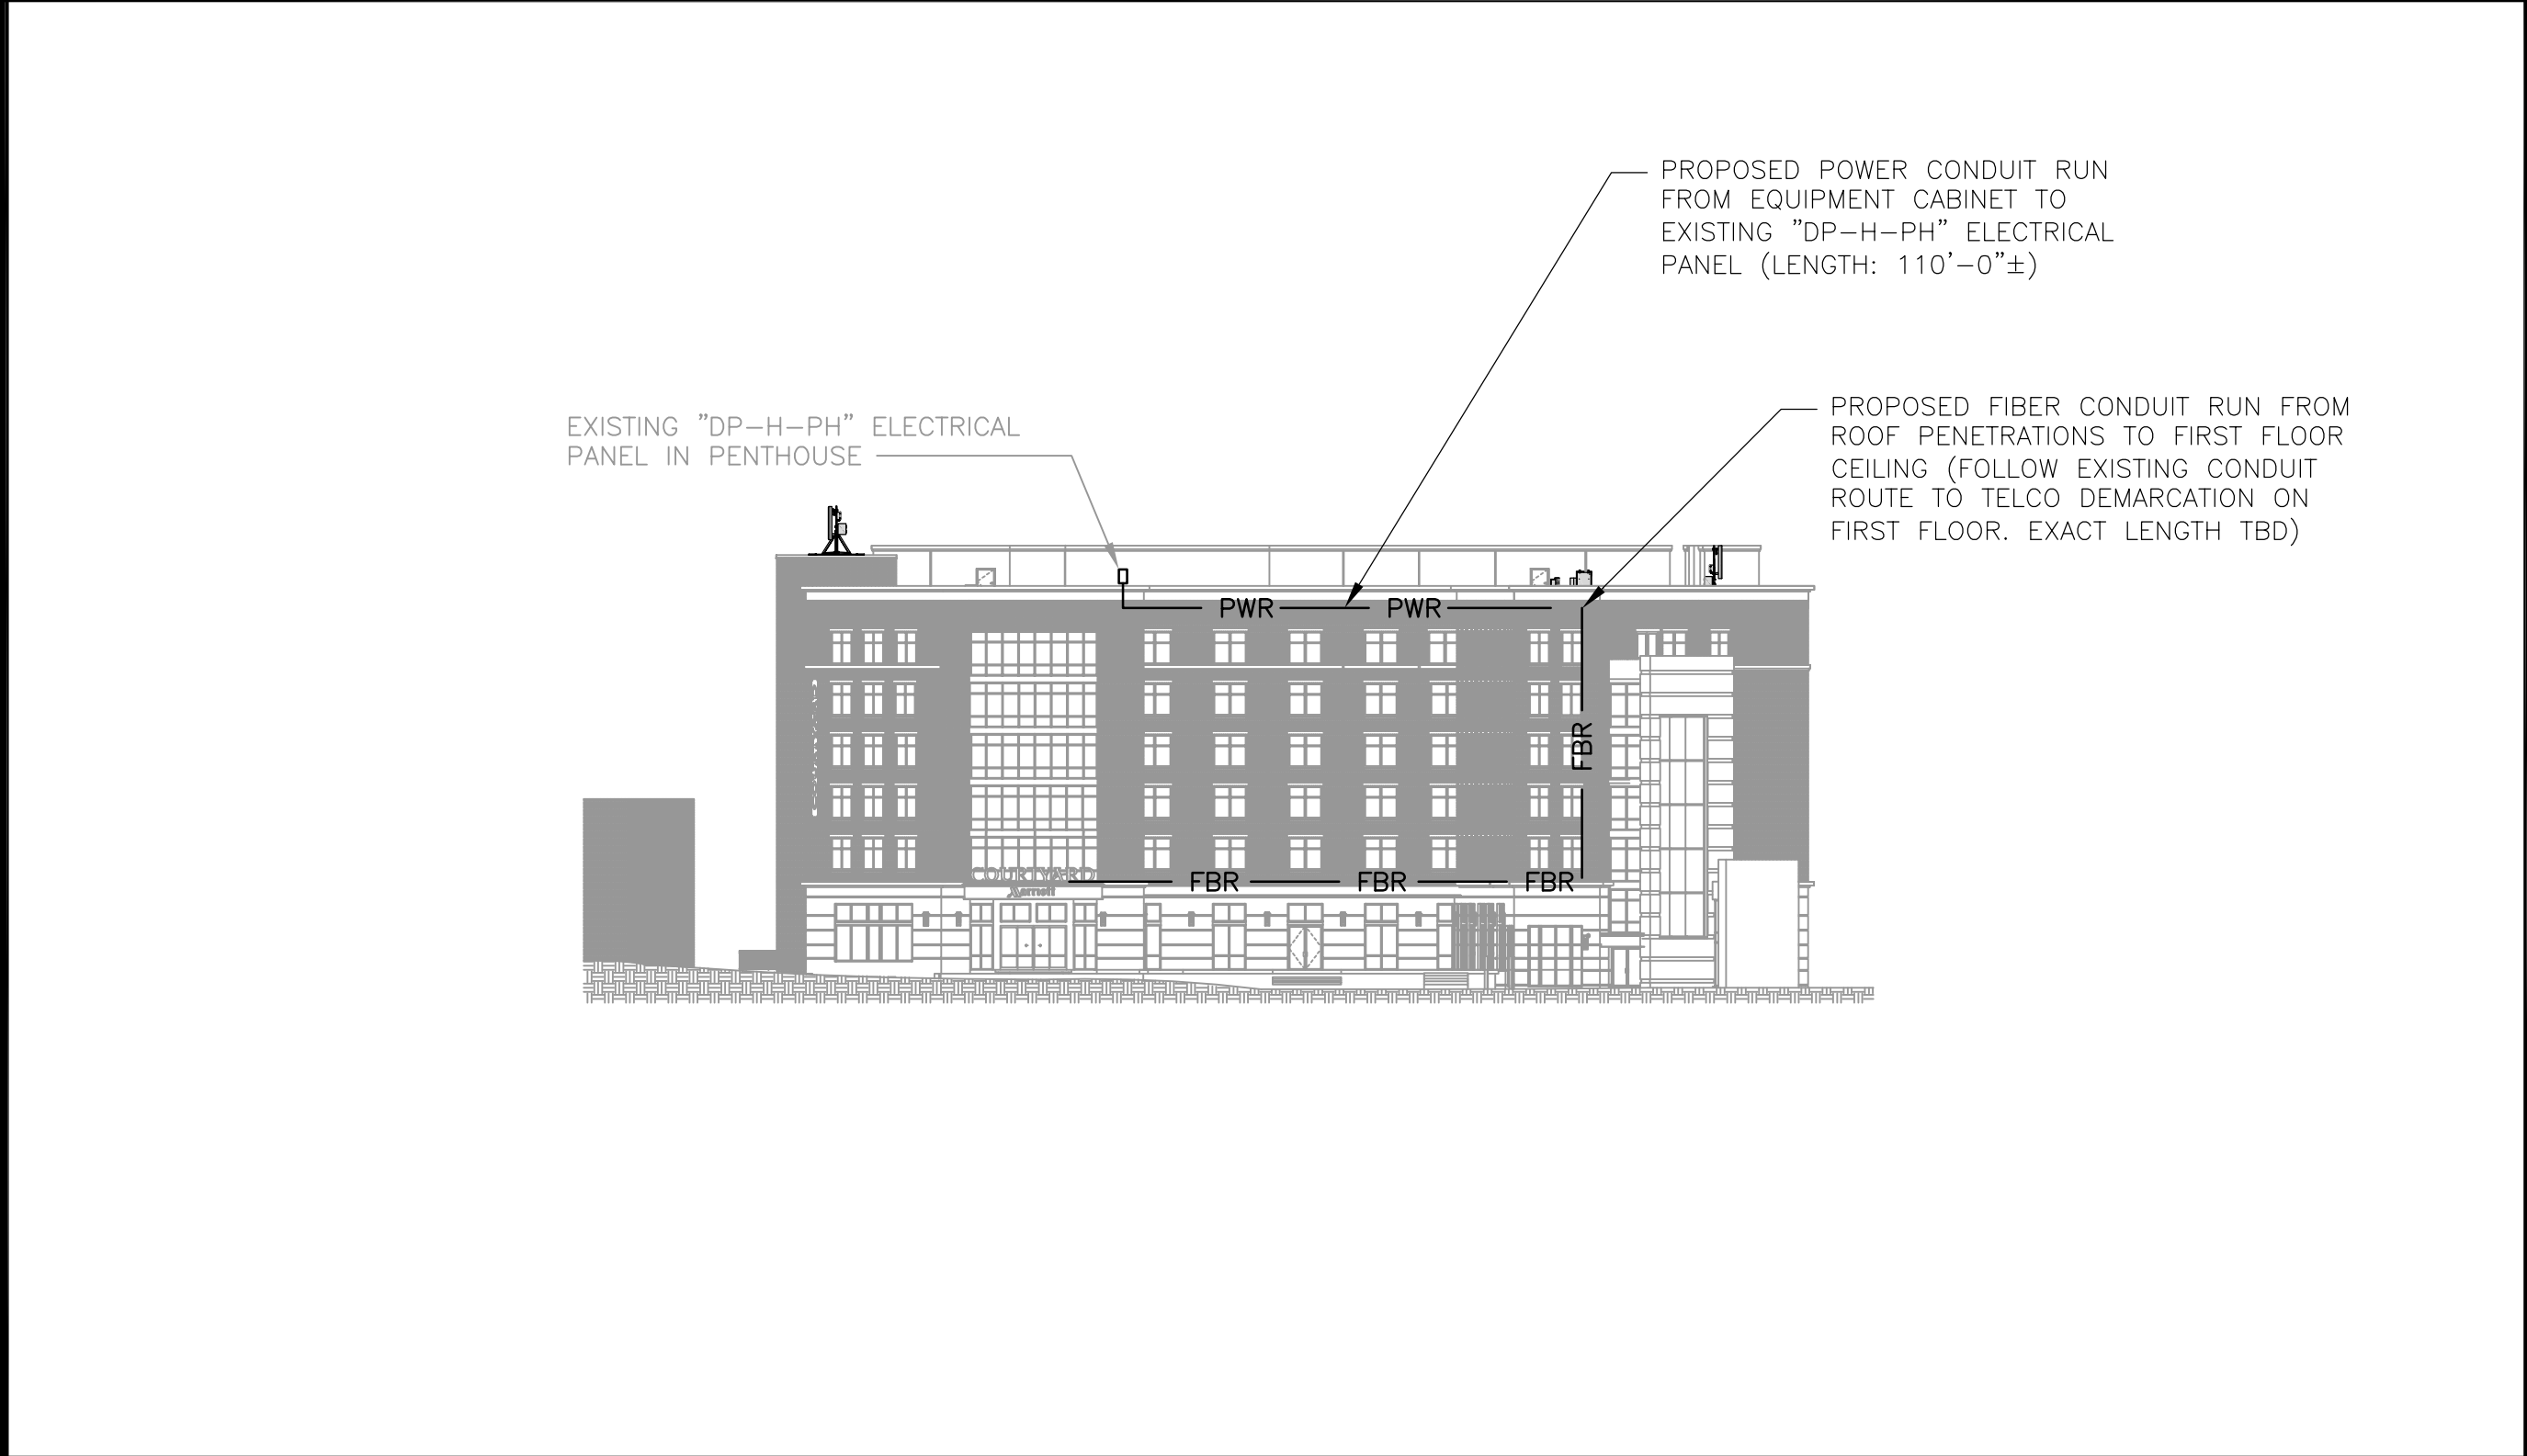 PROPOSED POWER CONDUIT RUN
FROM EQUIPMENT CABINET TO
EXISTING "DP-H-PH" ELECTRICAL
PANEL (LENGTH: 110'-0"±)
PROPOSED FIBER CONDUIT RUN FROM
ROOF PENETRATIONS TO FIRST FLOOR
CEILING (FOLLOW EXISTING CONDUIT
ROUTE TO TELCO DEMARCATION ON
FIRST FLOOR. EXACT LENGTH TBD)
EXISTING "DP-H-PH" ELECTRICAL
PANEL IN PENTHOUSE
PWR PWR
FBR
COURTYARD
Marriott
FBR FBR FBR